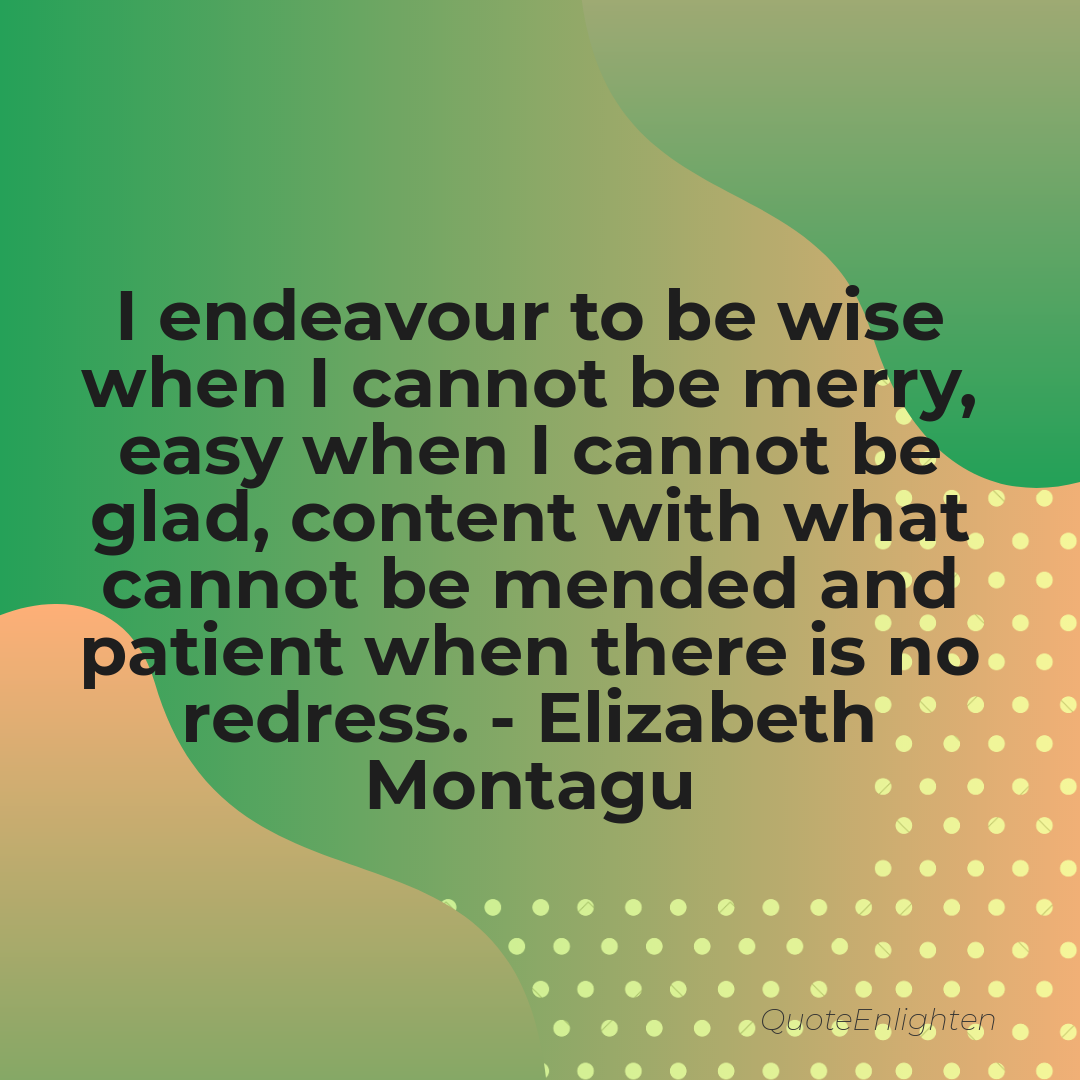 I endeavour to be wise
when I cannot be merry,
easy when I cannot be
glad, content with what
cannot be mended and
patient when there is no
redress. - Elizabeth
Montagu
QuoteEnlighten